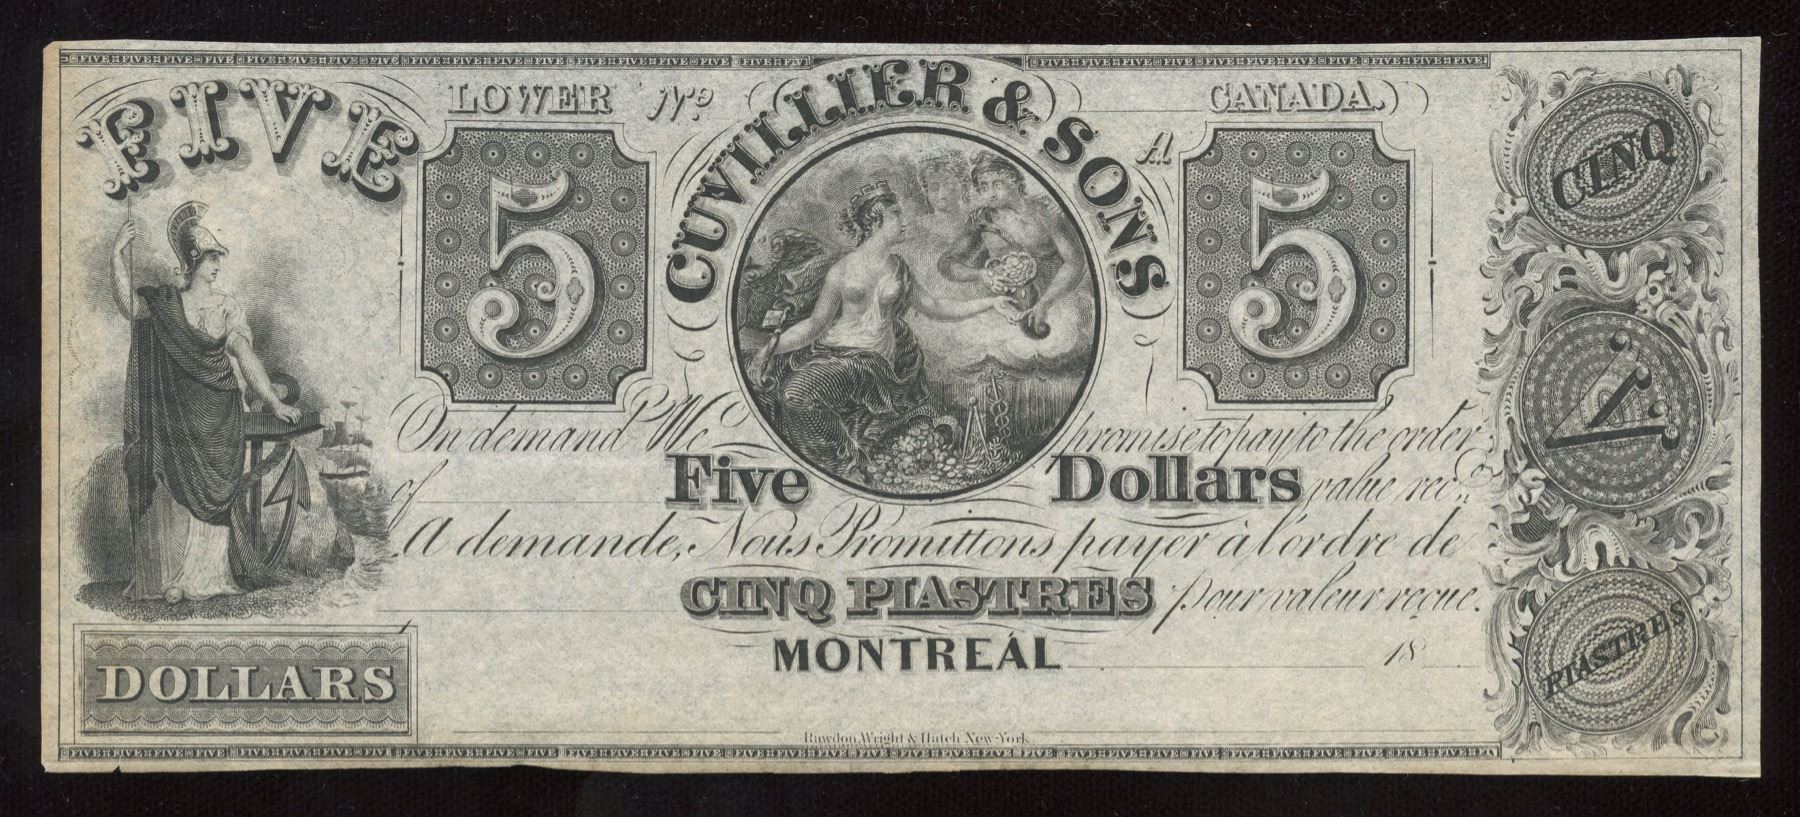 FIVE
LOWER No CUVILLIER & SONS CANADA.
A
5 5
CINQ
V
PIASTRES
On demand We promise to pay to the order
of Five Dollars value rec.d
A demande, Nous Promittons payer à l'ordre de
CINQ PIASTRES pour valeur reçue.
MONTREÁL 18
DOLLARS
Rawdon, Wright & Hatch New-York